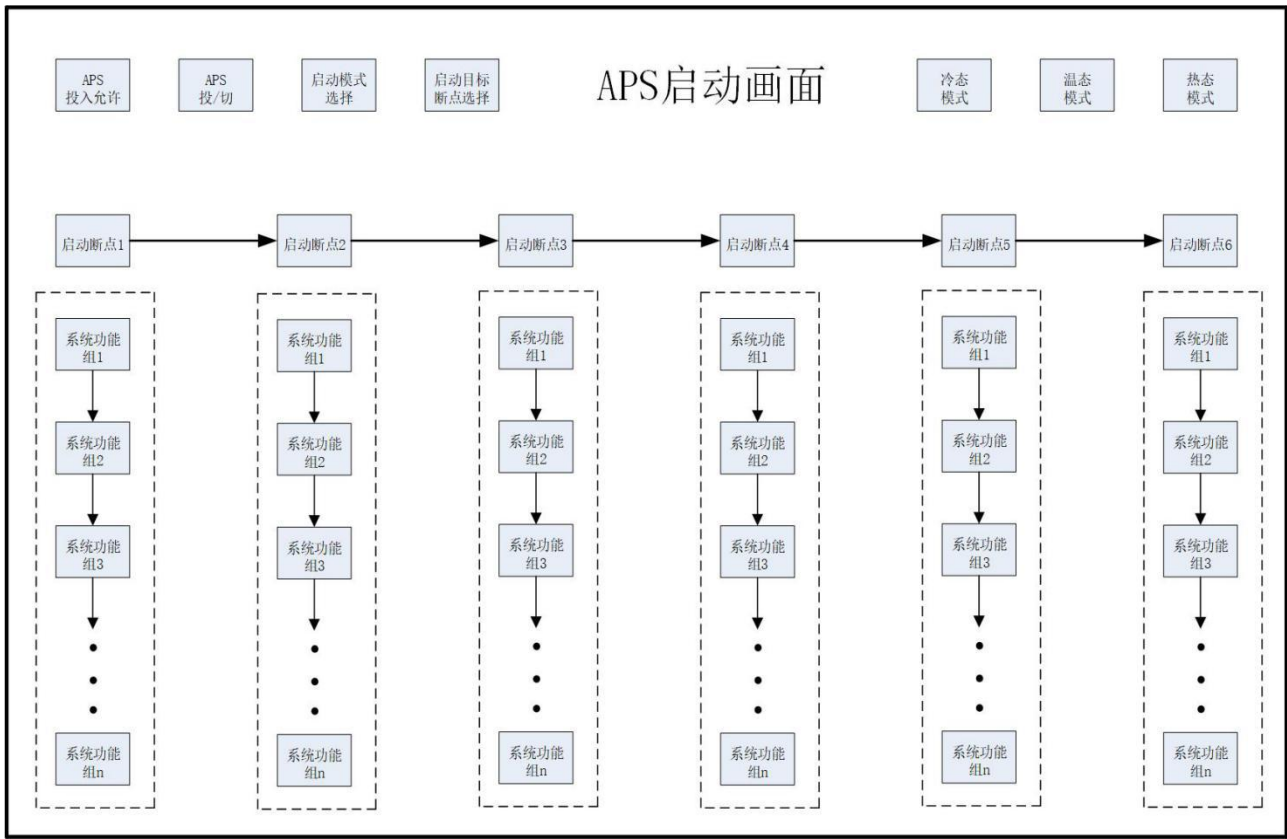 APS
投入允许
APS
投/切
启动模式
选择
启动目标
断点选择
APS启动画面
冷态
模式
温态
模式
热态
模式
启动断点1
启动断点2
启动断点3
启动断点4
启动断点5
启动断点6
系统功能
组1
系统功能
组2
系统功能
组3
系统功能
组n
系统功能
组1
系统功能
组2
系统功能
组3
系统功能
组n
系统功能
组1
系统功能
组2
系统功能
组3
系统功能
组n
系统功能
组1
系统功能
组2
系统功能
组3
系统功能
组n
系统功能
组1
系统功能
组2
系统功能
组3
系统功能
组n
系统功能
组1
系统功能
组2
系统功能
组3
系统功能
组n